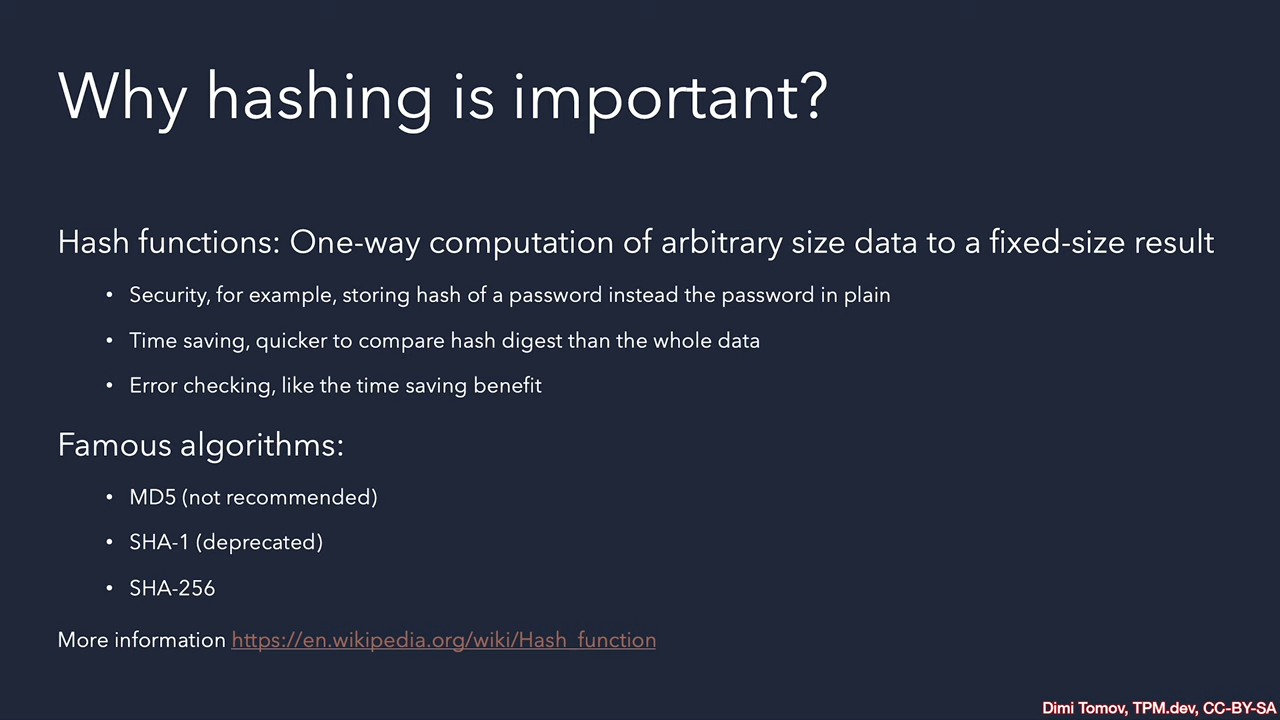 Why hashing is important?
Hash functions: One-way computation of arbitrary size data to a fixed-size result
• Security, for example, storing hash of a password instead the password in plain
• Time saving, quicker to compare hash digest than the whole data
• Error checking, like the time saving benefit
Famous algorithms:
• MD5 (not recommended)
• SHA-1 (deprecated)
• SHA-256
More information https://en.wikipedia.org/wiki/Hash_function
Dimi Tomov, TPM.dev, CC-BY-SA